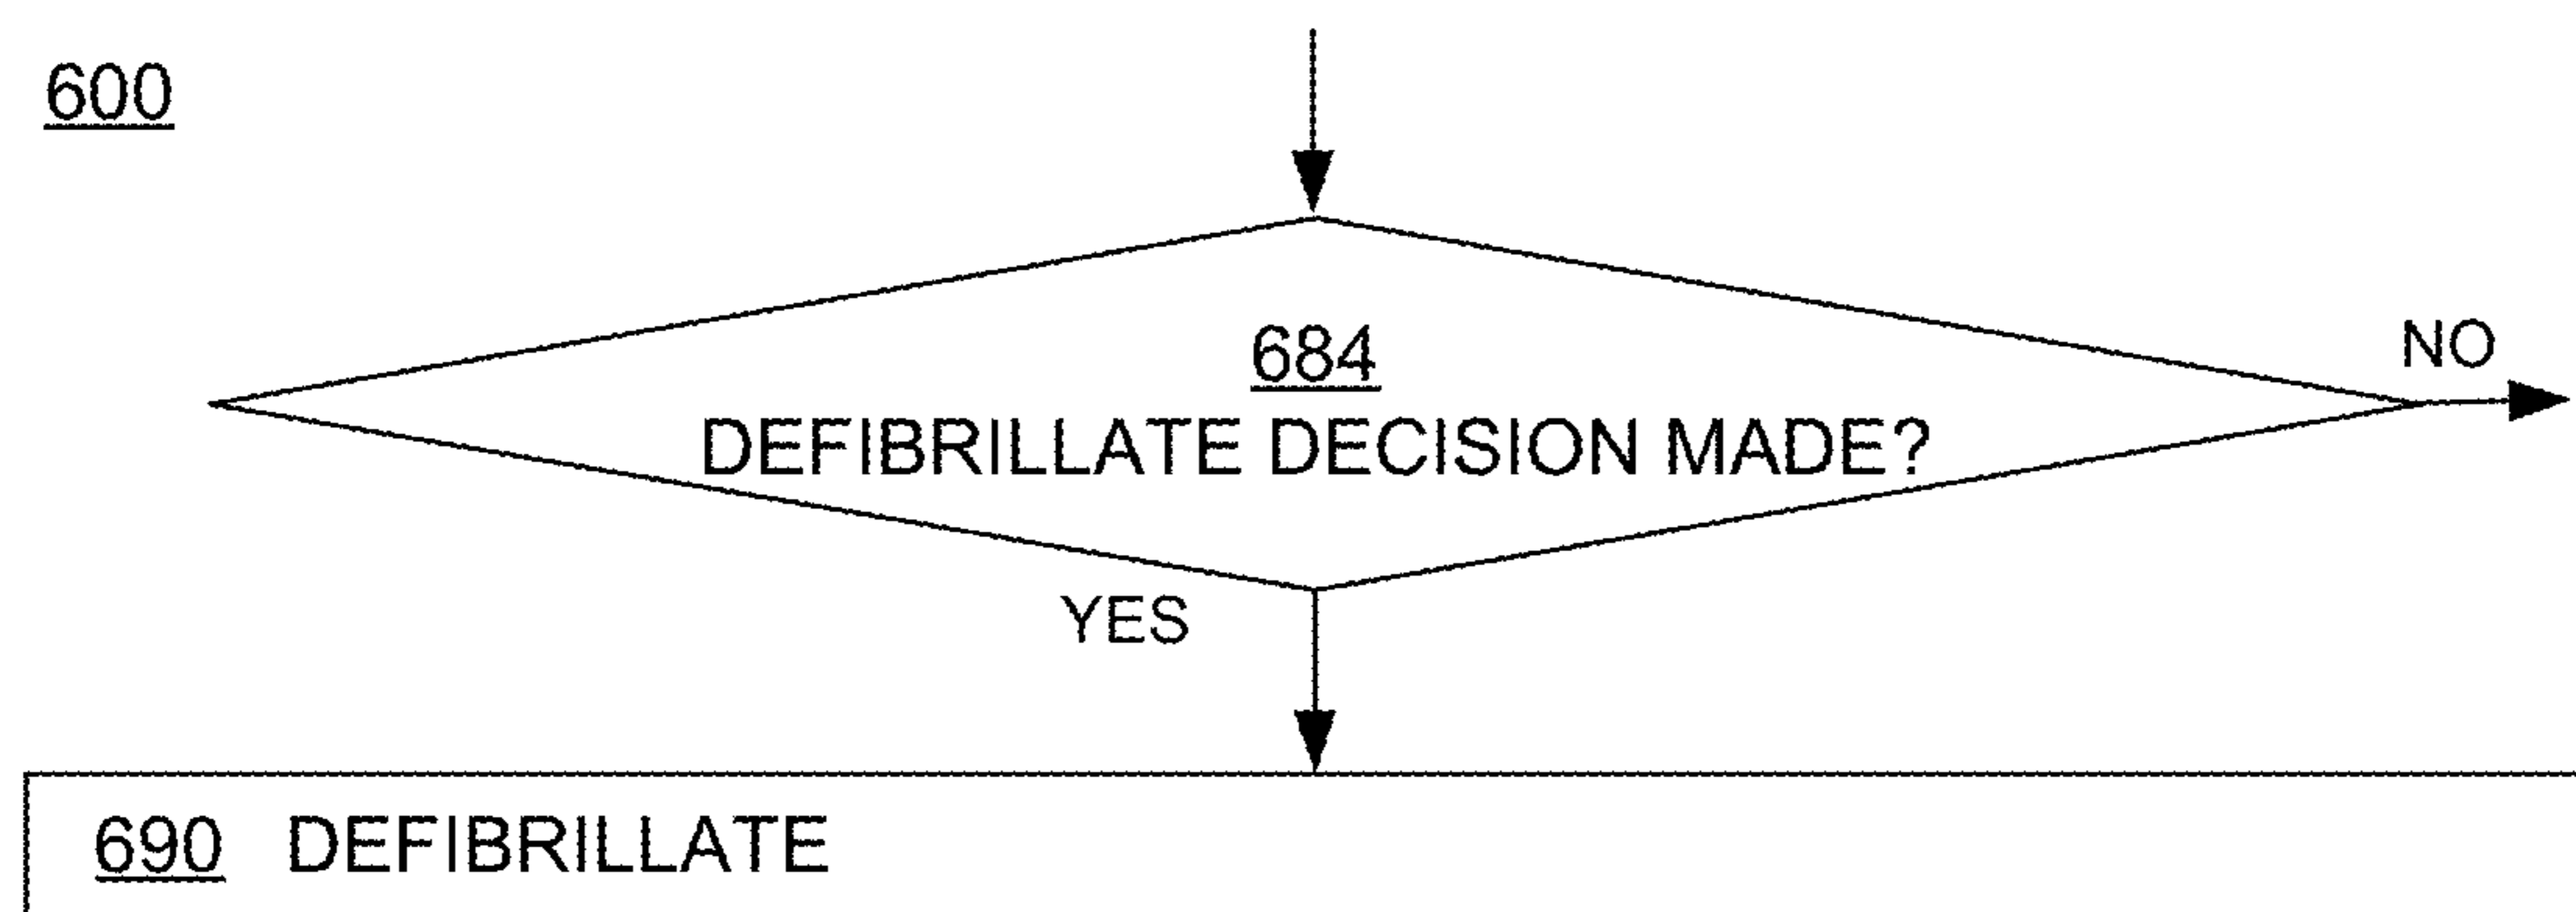 600
684
NO
DEFIBRILLATE DECISION MADE?
YES
690 DEFIBRILLATE